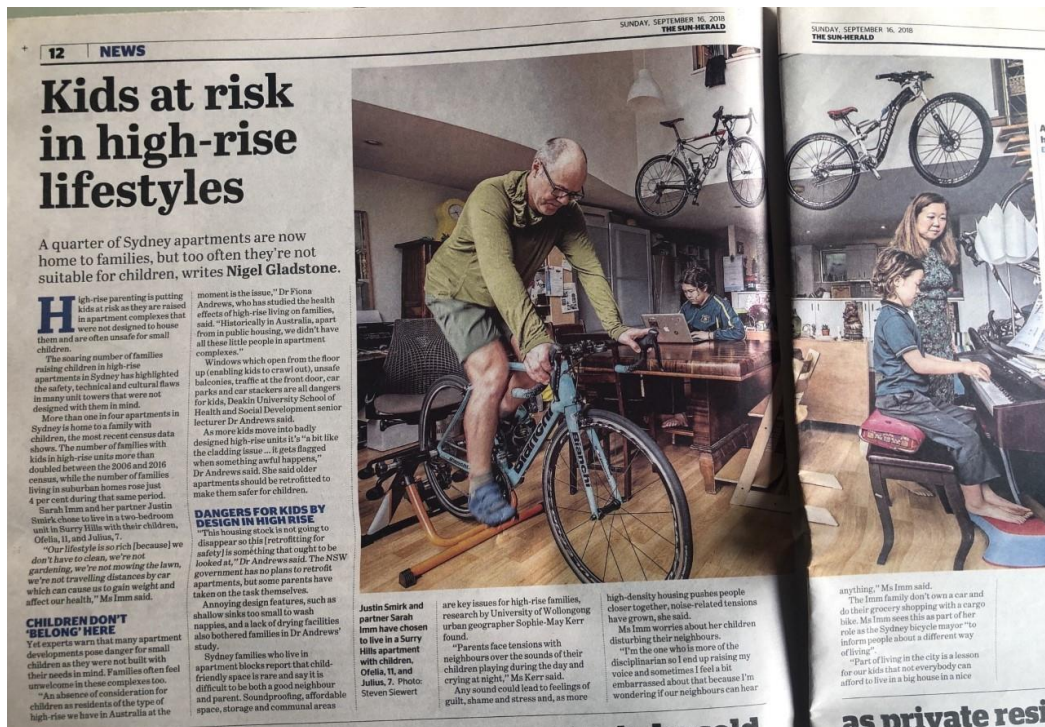 12 NEWS
SUNDAY, SEPTEMBER 16, 2018
THE SUN-HERALD
Kids at risk
in high-rise
lifestyles
A quarter of Sydney apartments are now
home to families, but too often they're not
suitable for children, writes Nigel Gladstone.
High-rise parenting is putting
kids at risk as they are raised
in apartment complexes that
were not designed to house
them and are often unsafe for small
children.
The soaring number of families
raising children in high-rise
apartments in Sydney has highlighted
the safety, technical and cultural flaws
in many unit towers that were not
designed with them in mind.
More than one in four apartments in
Sydney is home to a family with
children, the most recent census data
shows. The number of families with
kids in high-rise units more than
doubled between the 2006 and 2016
census, while the number of families
living in suburban homes rose just
4 per cent during that same period.
Sarah Imm and her partner Justin
Smirk chose to live in a two-bedroom
unit in Surry Hills with their children,
Ofelia, 11, and Julius, 7.
"Our lifestyle is so rich [because] we
don't have to clean, we're not
gardening, we're not mowing the lawn,
we're not travelling distances by car
which can cause us to gain weight and
affect our health," Ms Imm said.
CHILDREN DON'T
'BELONG' HERE
Yet experts warn that many apartment
developments pose danger for small
children as they were not built with
their needs in mind. Families often feel
unwelcome in these complexes too.
"An absence of consideration for
children as residents of the type of
high-rise we have in Australia at the
moment is the issue," Dr Fiona
Andrews, who has studied the health
effects of high-rise living on families,
said. "Historically in Australia, apart
from in public housing, we didn't have
all these little people in apartment
complexes."
Windows which open from the floor
up (enabling kids to crawl out), unsafe
balconies, traffic at the front door, car
parks and car stackers are all dangers
for kids, Deakin University School of
Health and Social Development senior
lecturer Dr Andrews said.
As more kids move into badly
designed high-rise units it's "a bit like
the cladding issue ... it gets flagged
when something awful happens,"
Dr Andrews said. She said older
apartments should be retrofitted to
make them safer for children.
DANGERS FOR KIDS BY
DESIGN IN HIGH RISE
"This housing stock is not going to
disappear so this [retrofitting for
safety] is something that ought to be
looked at," Dr Andrews said. The NSW
government has no plans to retrofit
apartments, but some parents have
taken on the task themselves.
Annoying design features, such as
shallow sinks too small to wash
nappies, and a lack of drying facilities
also bothered families in Dr Andrews'
study.
Sydney families who live in
apartment blocks report that child-
friendly space is rare and say it is
difficult to be both a good neighbour
and parent. Soundproofing, affordable
space, storage and communal areas
Justin Smirk and
partner Sarah
Imm have chosen
to live in a Surry
Hills apartment
with children,
Ofelia, 11, and
Julius, 7. Photo:
Steven Siewert
are key issues for high-rise families,
research by University of Wollongong
urban geographer Sophie-May Kerr
found.
"Parents face tensions with
neighbours over the sounds of their
children playing during the day and
crying at night," Ms Kerr said.
Any sound could lead to feelings of
guilt, shame and stress and, as more
high-density housing pushes people
closer together, noise-related tensions
have grown, she said.
Ms Imm worries about her children
disturbing their neighbours.
"I'm the one who is more of the
disciplinarian so I end up raising my
voice and sometimes I feel a bit
embarrassed about that because I'm
wondering if our neighbours can hear
SUNDAY, SEPTEMBER 16, 2018
THE SUN-HERALD
anything," Ms Imm said.
The Imm family don't own a car and
do their grocery shopping with a cargo
bike. Ms Imm sees this as part of her
role as the Sydney bicycle mayor "to
inform people about a different way
of living".
"Part of living in the city is a lesson
for our kids that not everybody can
afford to live in a big house in a nice
Bianchi
Bianchi
as private resi